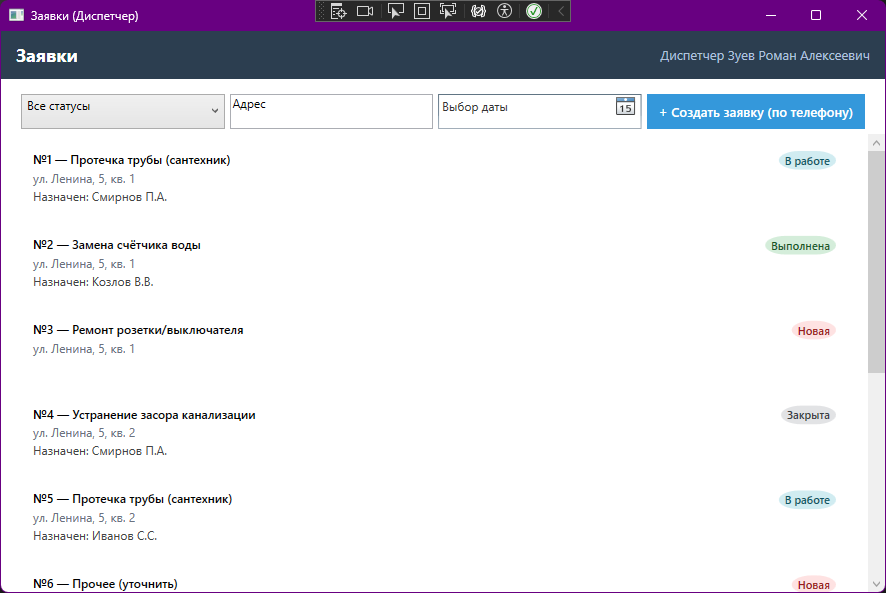 Заявки (Диспетчер)
Заявки
Диспетчер Зуев Роман Алексеевич
Все статусы
Адрес
Выбор даты
15
+ Создать заявку (по телефону)
№1 — Протечка трубы (сантехник)
В работе
ул. Ленина, 5, кв. 1
Назначен: Смирнов П.А.
№2 — Замена счётчика воды
Выполнена
ул. Ленина, 5, кв. 1
Назначен: Козлов В.В.
№3 — Ремонт розетки/выключателя
Новая
ул. Ленина, 5, кв. 1
№4 — Устранение засора канализации
Закрыта
ул. Ленина, 5, кв. 2
Назначен: Смирнов П.А.
№5 — Протечка трубы (сантехник)
В работе
ул. Ленина, 5, кв. 2
Назначен: Иванов С.С.
№6 — Прочее (уточнить)
Новая